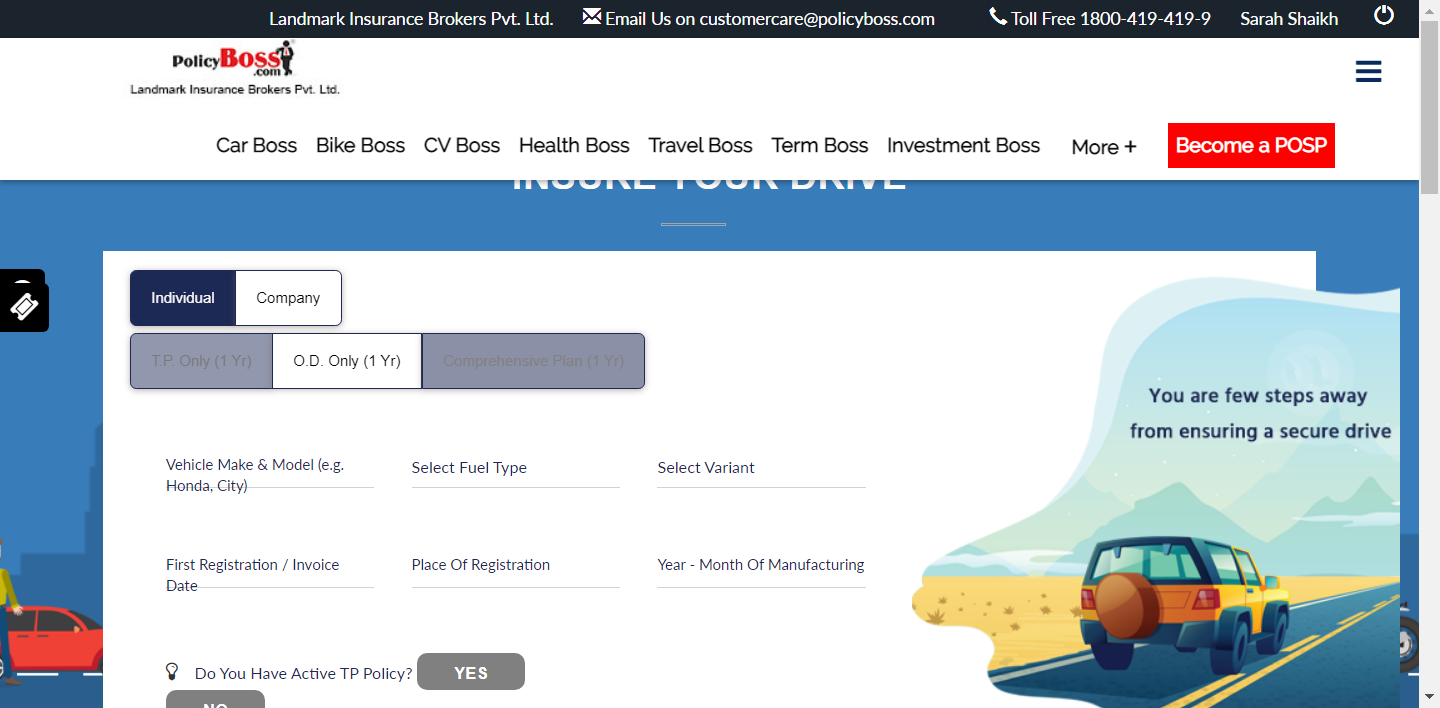 Landmark Insurance Brokers Pvt. Ltd. Email Us on customercare@policyboss.com Toll Free 1800-419-419-9 Sarah Shaikh
PolicyBoss
.com
Landmark Insurance Brokers Pvt. Ltd.
Car Boss Bike Boss CV Boss Health Boss Travel Boss Term Boss Investment Boss More + Become a POSP
INSURE YOUR DRIVE
Individual Company
T.P. Only (1 Yr) O.D. Only (1 Yr) Comprehensive Plan (1 Yr)
You are few steps away
from ensuring a secure drive
Vehicle Make & Model (e.g.
Honda, City)
Select Fuel Type
Select Variant
First Registration / Invoice
Date
Place Of Registration
Year - Month Of Manufacturing
Do You Have Active TP Policy? YES
NO